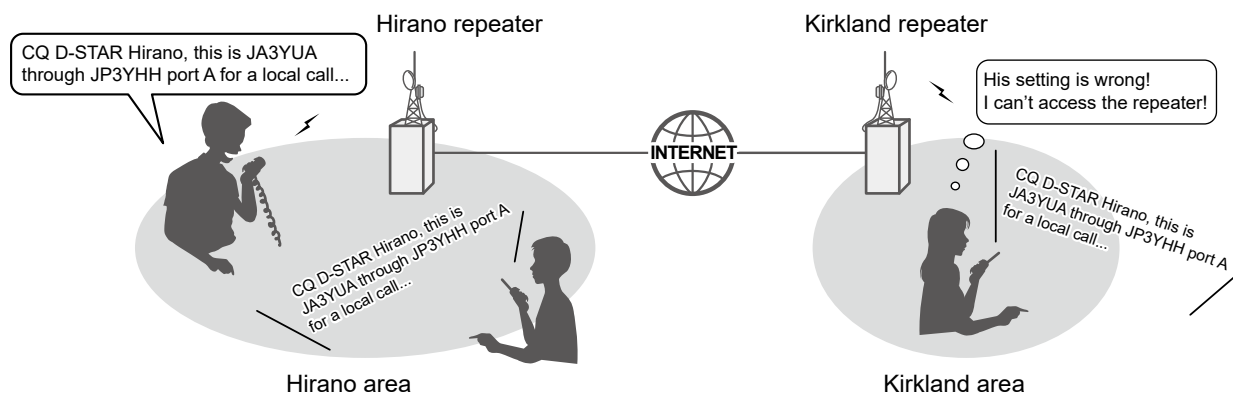 Hirano repeater
Kirkland repeater
CQ D-STAR Hirano, this is JA3YUA
through JP3YHH port A for a local call...
His setting is wrong!
I can't access the repeater!
INTERNET
CQ D-STAR Hirano, this is
JA3YUA through JP3YHH port A
for a local call...
CQ D-STAR Hirano, this is
JA3YUA through JP3YHH port A
for a local call...
Hirano area
Kirkland area